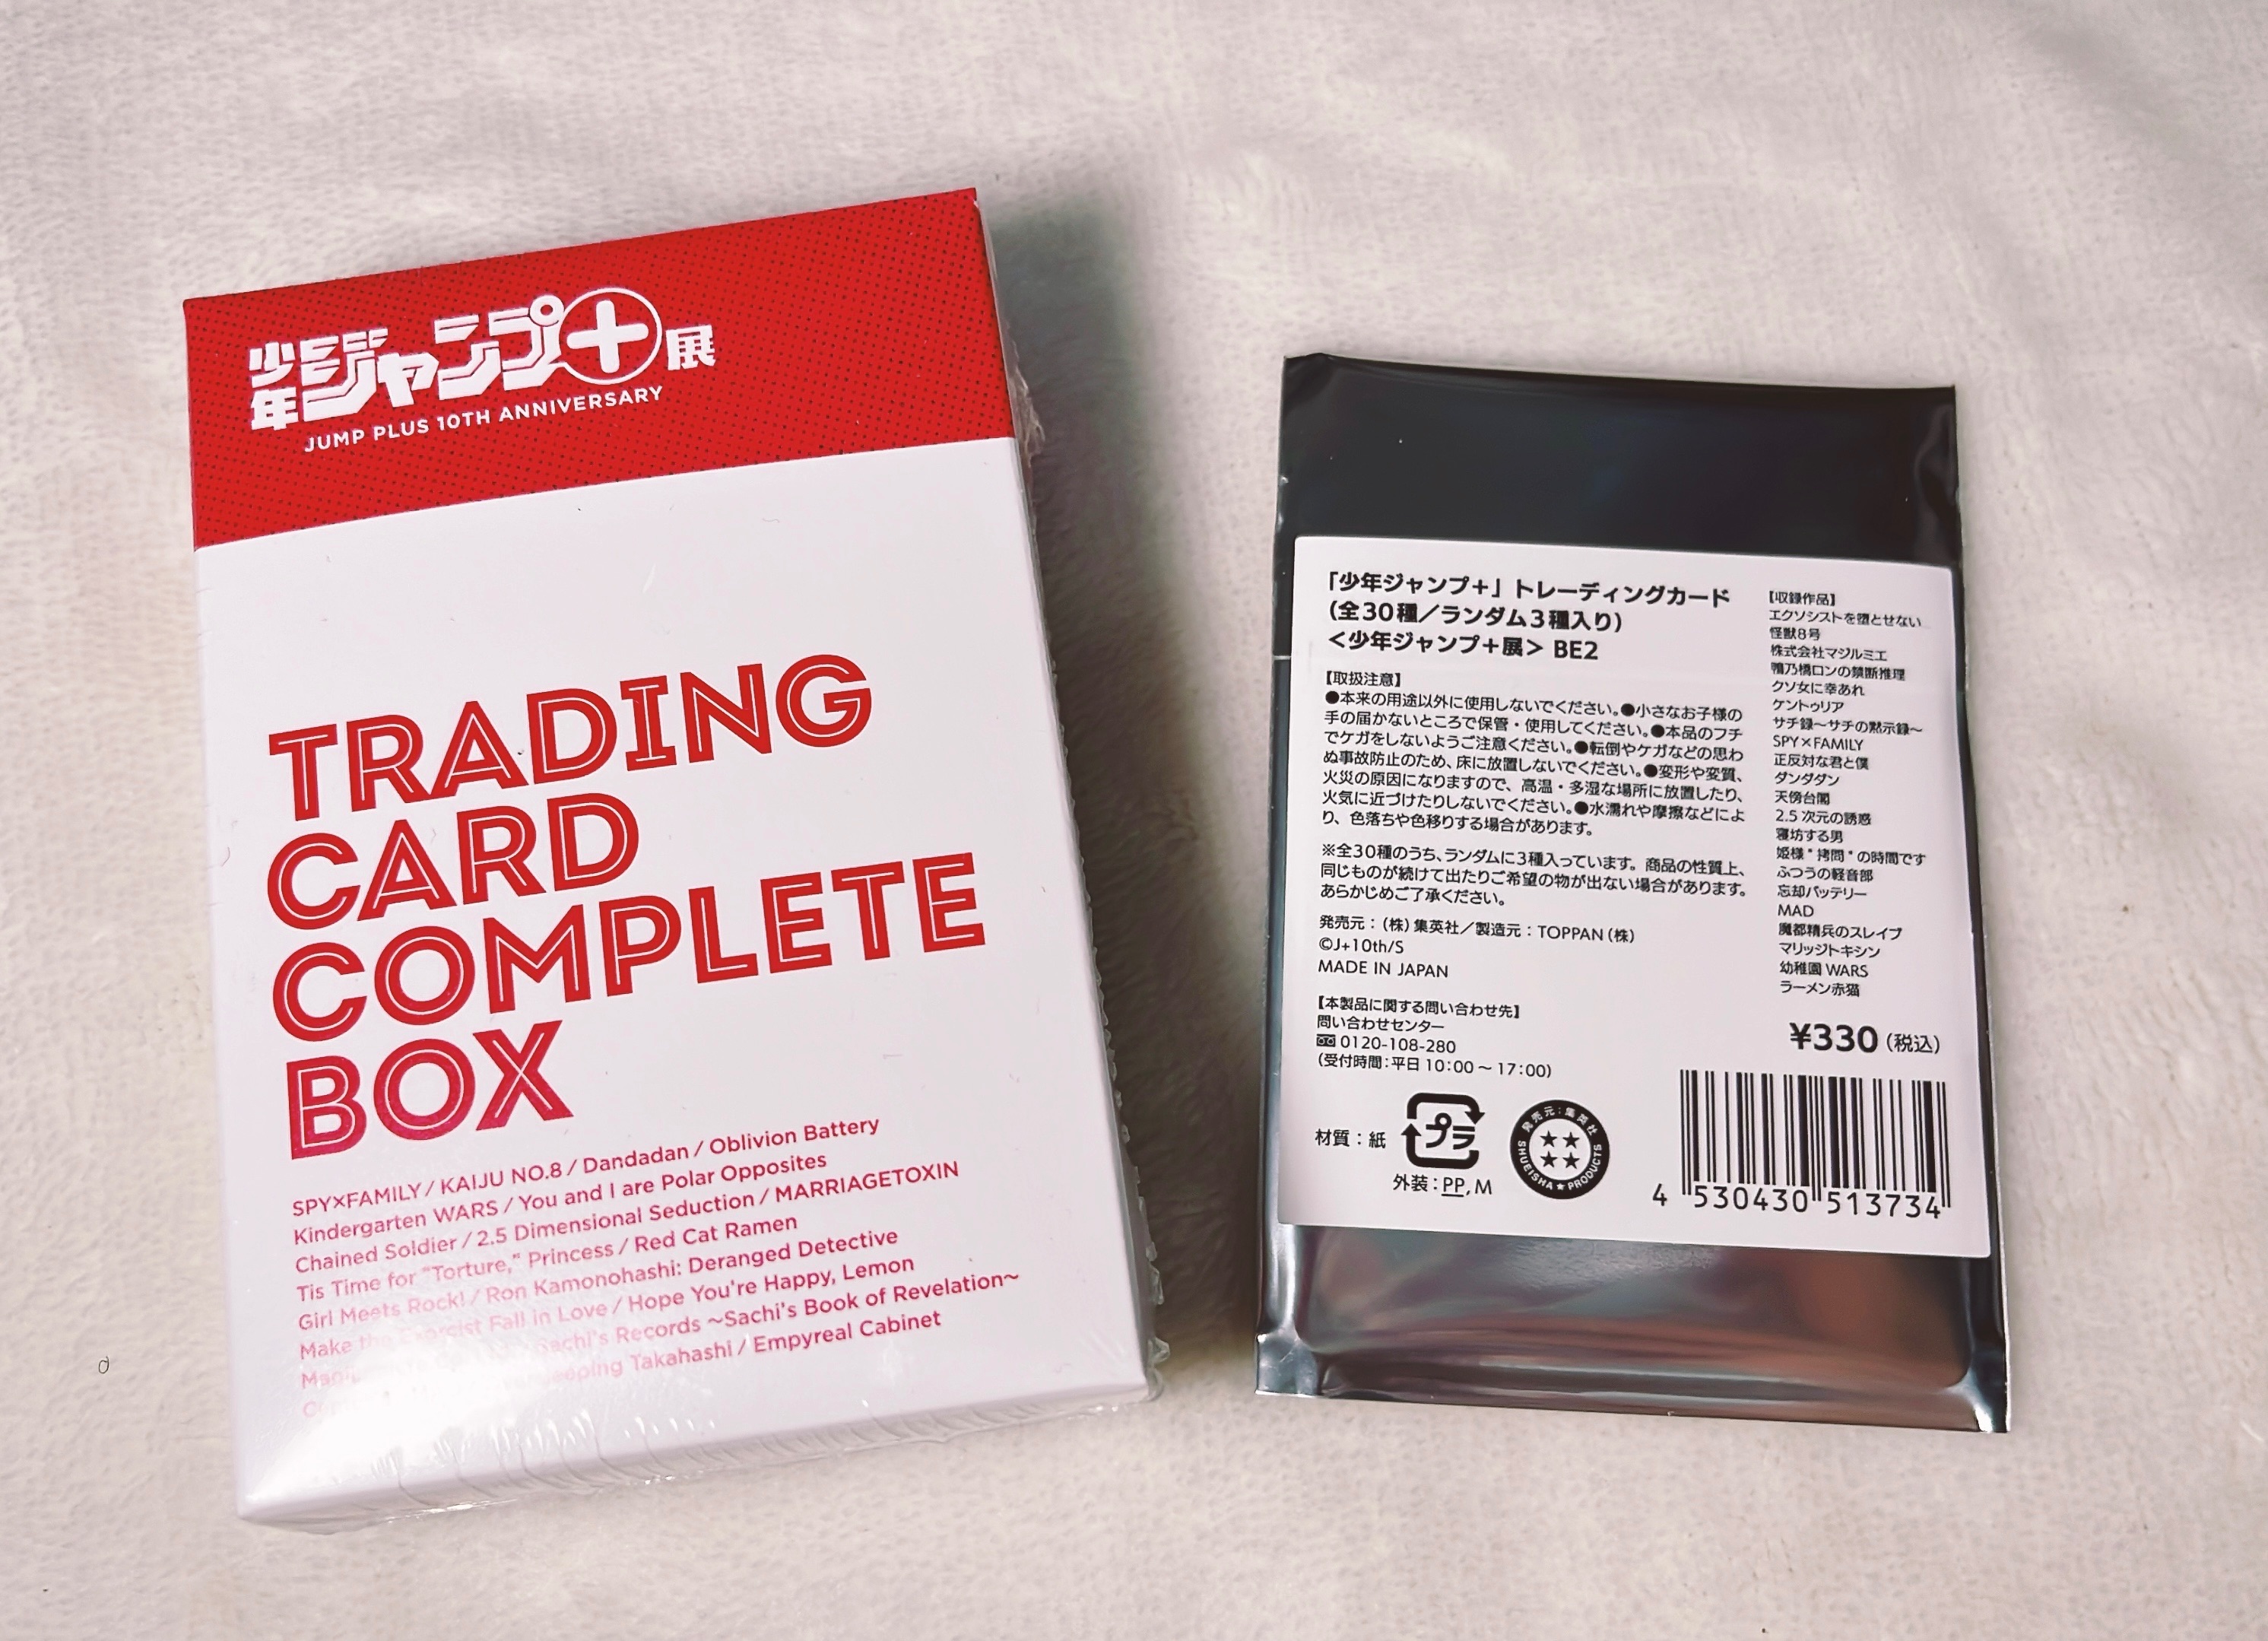 少年ジャンプ+展
JUMP PLUS 10TH ANNIVERSARY
TRADING
CARD
COMPLETE
BOX
SPY×FAMILY / KAIJU NO.8 / Dandadan / Oblivion Battery
Kindergarten WARS / You and I are Polar Opposites
Chained Soldier / 2.5 Dimensional Seduction / MARRIAGETOXIN
Tis Time for "Torture," Princess / Red Cat Ramen
Girl Meets Rock! / Ron Kamonohashi: Deranged Detective
Make the Exorcist Fall in Love / Hope You're Happy, Lemon
Sachi's Records ～Sachi's Book of Revelation～
Takahashi / Empyreal Cabinet
「少年ジャンプ＋」トレーディングカード
(全30種／ランダム3種入り)
＜少年ジャンプ＋展＞ BE2
【取扱注意】
●本来の用途以外に使用しないでください。●小さなお子様の
手の届かないところで保管・使用してください。●本品のフチ
でケガをしないようご注意ください。●転倒やケガなどの思わ
ぬ事故防止のため、床に放置しないでください。●変形や変質、
火災の原因になりますので、高温・多湿な場所に放置したり、
火気に近づけたりしないでください。●水濡れや摩擦などによ
り、色落ちや色移りする場合があります。
※全30種のうち、ランダムに3種入っています。商品の性質上、
同じものが続けて出たりご希望の物が出ない場合があります。
あらかじめご了承ください。
発売元：(株)集英社／製造元：TOPPAN(株)
©J+10th/S
MADE IN JAPAN
【本製品に関する問い合わせ先】
問い合わせセンター
0120-108-280
(受付時間：平日 10:00～17:00)
材質：紙
プラ
外装：PP, M
発売元：集英社
SHUEISHA★PRODUCTS
【収録作品】
エクソシストを堕とせない
怪獣8号
株式会社マジルミエ
鴨乃橋ロンの禁断推理
クソ女に幸あれ
ケントゥリア
サチ録～サチの黙示録～
SPY×FAMILY
正反対な君と僕
ダンダダン
天傍台閣
2.5 次元の誘惑
寝坊する男
姫様"拷問"の時間です
ふつうの軽音部
忘却バッテリー
MAD
魔都精兵のスレイブ
マリッジトキシン
幼稚園 WARS
ラーメン赤猫
¥330 (税込)
4 530430 513734